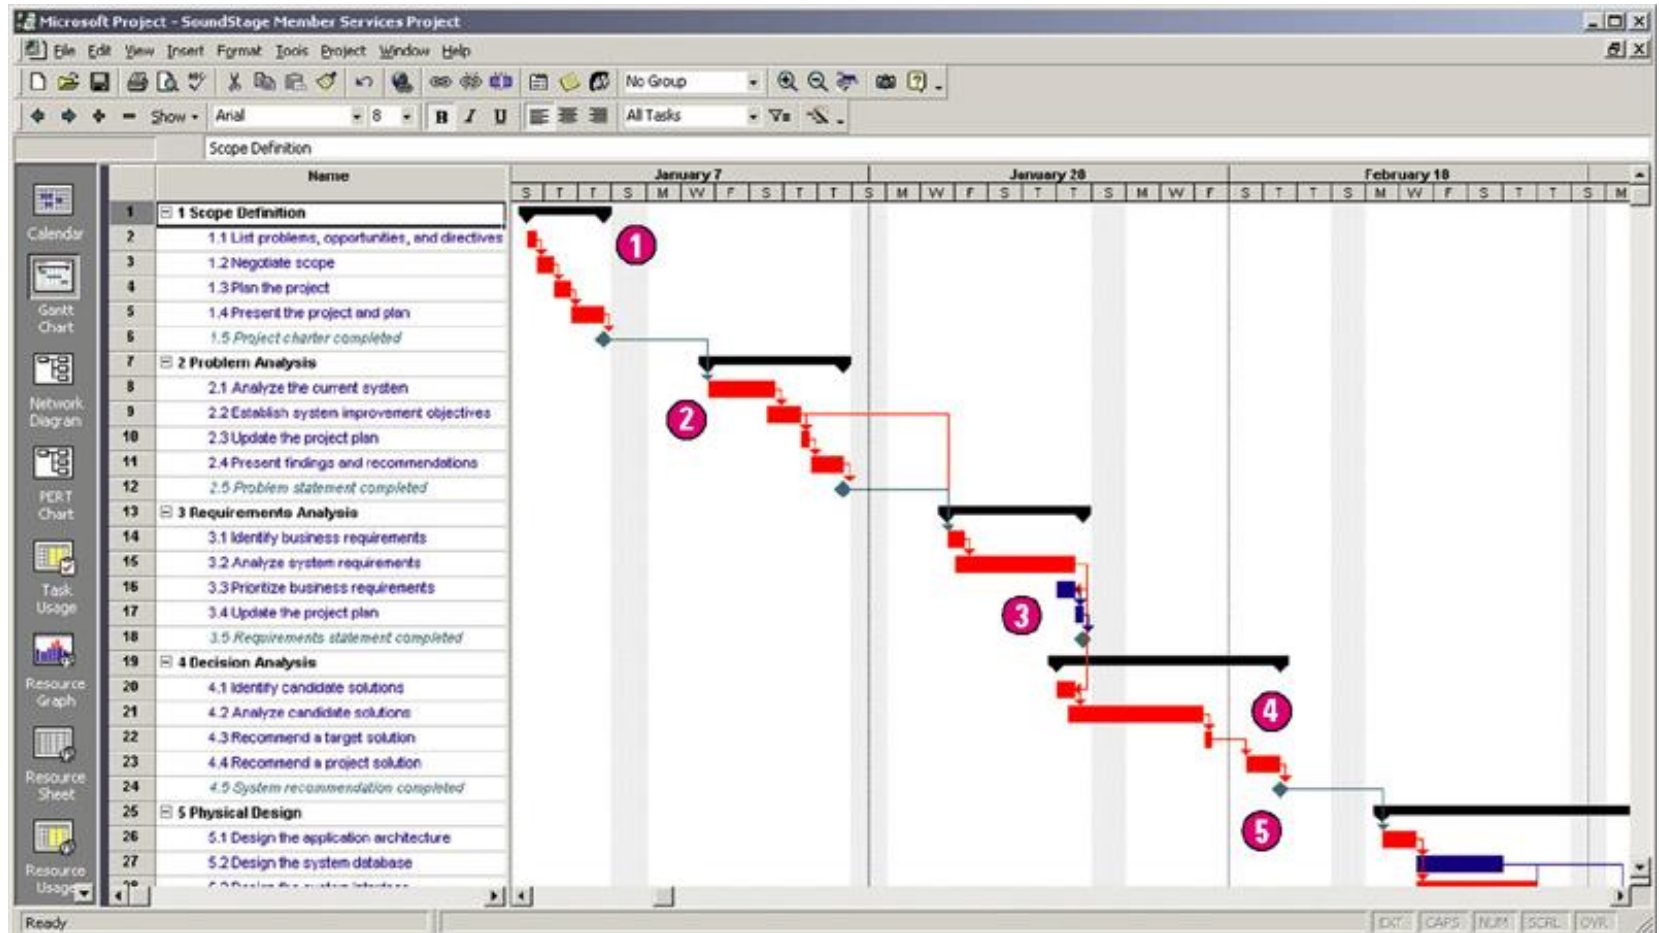 Microsoft Project - SoundStage Member Services Project
File Edit View Insert Format Tools Project Window Help
No Group
Show Arial 8 B I U All Tasks
Scope Definition
Name January 7 January 28 February 18
S T T S M W F S T T S M W F S T T S M W F S T T S M W F S T T S M
1 1 Scope Definition
2 1.1 List problems, opportunities, and directives
3 1.2 Negotiate scope
4 1.3 Plan the project
5 1.4 Present the project and plan
6 1.5 Project charter completed
7 2 Problem Analysis
8 2.1 Analyze the current system
9 2.2 Establish system improvement objectives
10 2.3 Update the project plan
11 2.4 Present findings and recommendations
12 2.5 Problem statement completed
13 3 Requirements Analysis
14 3.1 Identify business requirements
15 3.2 Analyze system requirements
16 3.3 Prioritize business requirements
17 3.4 Update the project plan
18 3.5 Requirements statement completed
19 4 Decision Analysis
20 4.1 Identify candidate solutions
21 4.2 Analyze candidate solutions
22 4.3 Recommend a target solution
23 4.4 Recommend a project solution
24 4.5 System recommendation completed
25 5 Physical Design
26 5.1 Design the application architecture
27 5.2 Design the system database
Calendar
Gantt
Chart
Network
Diagram
PERT
Chart
Task
Usage
Resource
Graph
Resource
Sheet
Resource
Usage
1
2
3
4
5
Ready EXT CAPS NUM SCRL OVR